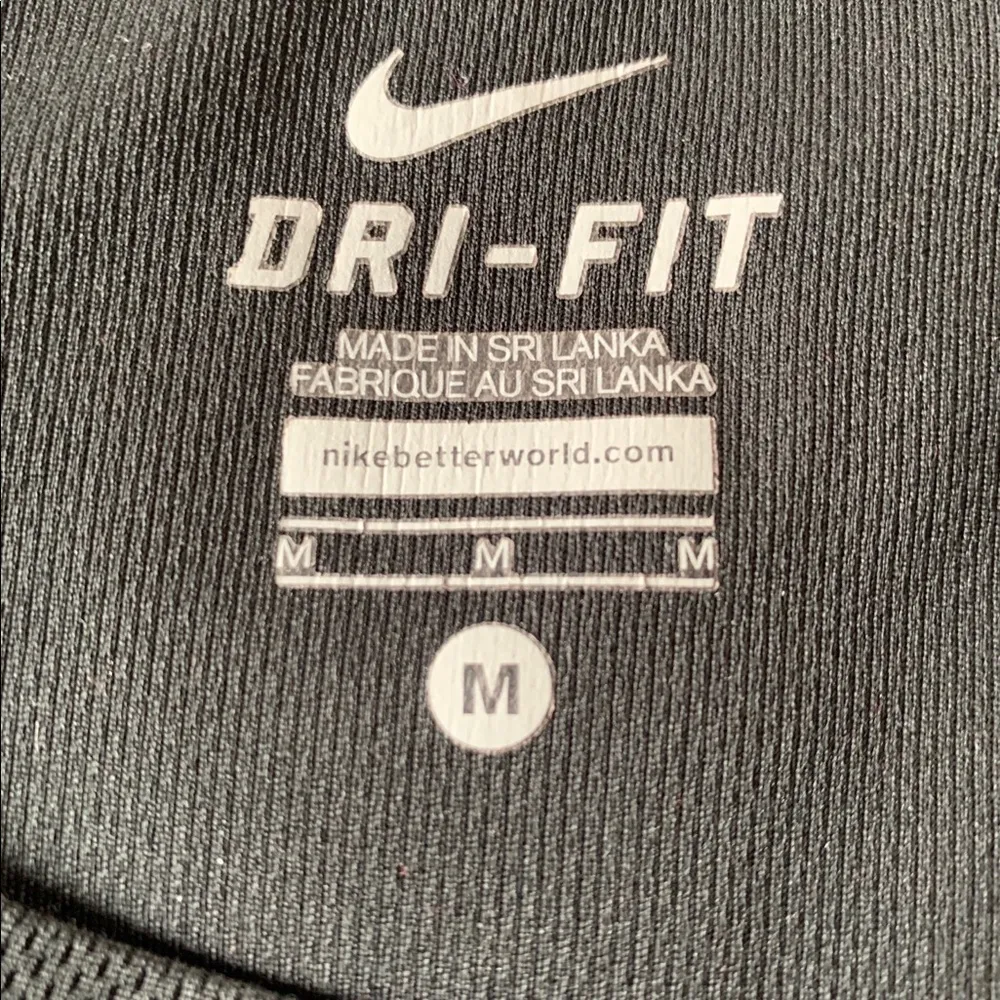 DRI-FIT
MADE IN SRI LANKA
FABRIQUE AU SRI LANKA
nikebetterworld.com
M M M
M